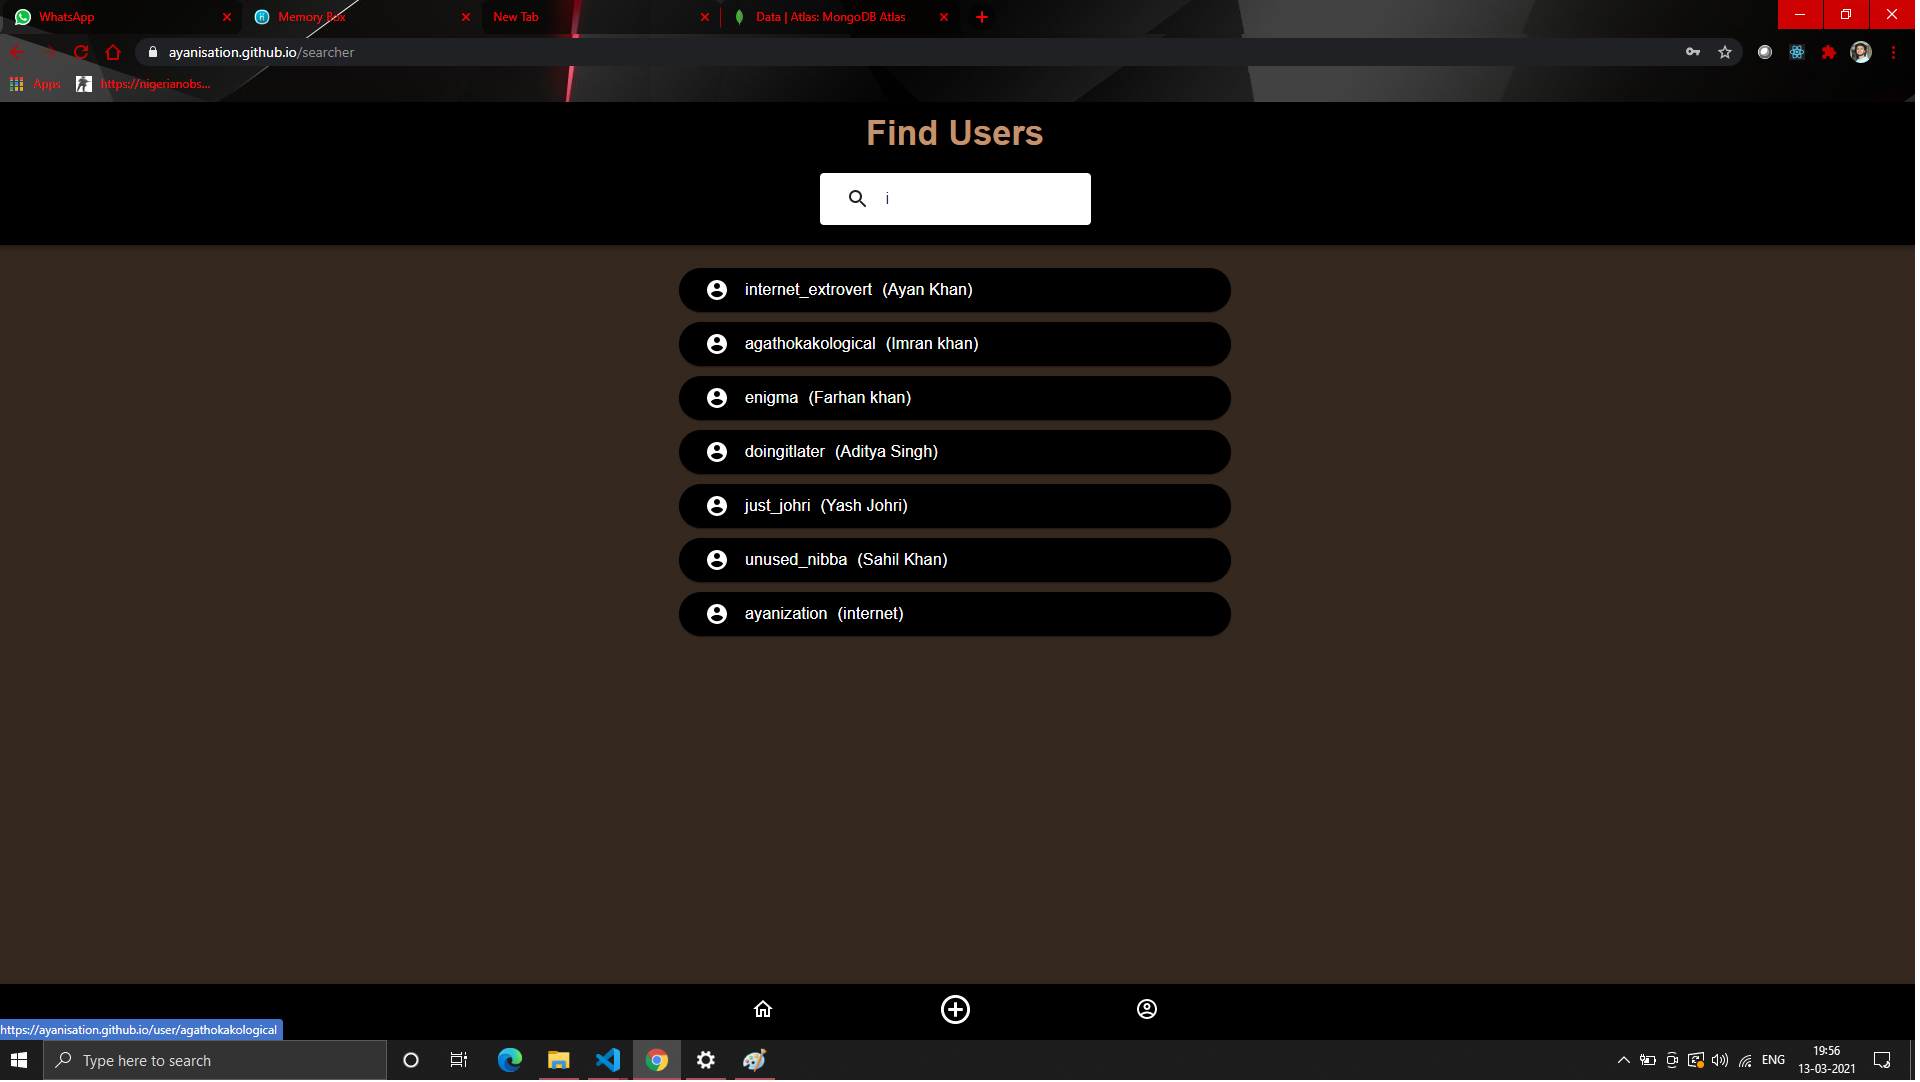 WhatsApp
Memory Box
New Tab
Data | Atlas: MongoDB Atlas
ayanisation.github.io/searcher
Apps
https://nigerianobs...
Find Users
i
internet_extrovert (Ayan Khan)
agathokakological (Imran khan)
enigma (Farhan khan)
doingitlater (Aditya Singh)
just_johri (Yash Johri)
unused_nibba (Sahil Khan)
ayanization (internet)
https://ayanisation.github.io/user/agathokakological
Type here to search
ENG
19:56
13-03-2021